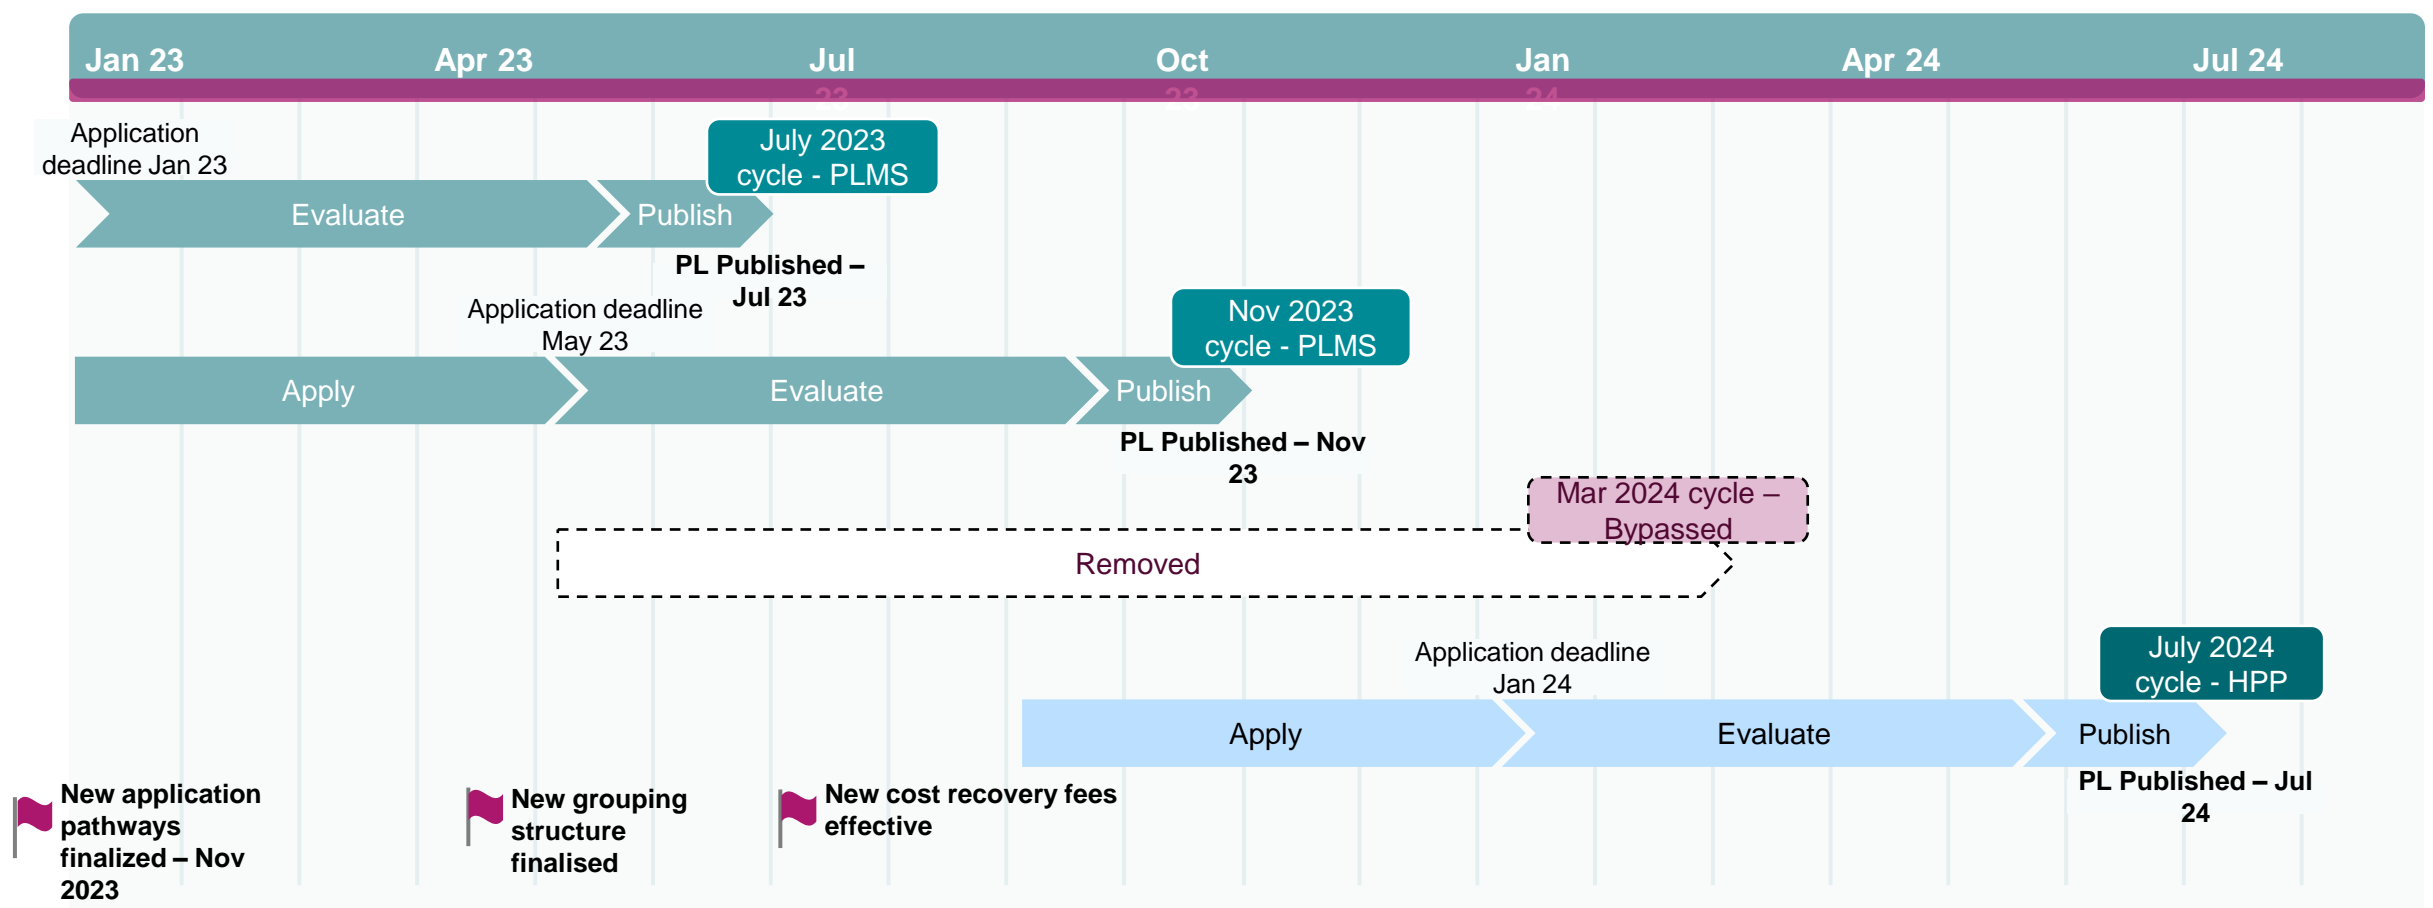 Jan 23
Apr 23
Jul
23
Oct
23
Jan
24
Apr 24
Jul 24
Application
deadline Jan 23
July 2023
cycle - PLMS
Evaluate
Publish
PL Published –
Jul 23
Application deadline
May 23
Nov 2023
cycle - PLMS
Apply
Evaluate
Publish
PL Published – Nov
23
Mar 2024 cycle –
Bypassed
Removed
Application deadline
Jan 24
July 2024
cycle - HPP
Apply
Evaluate
Publish
PL Published – Jul
24
New application
pathways
finalized – Nov
2023
New grouping
structure
finalised
New cost recovery fees
effective